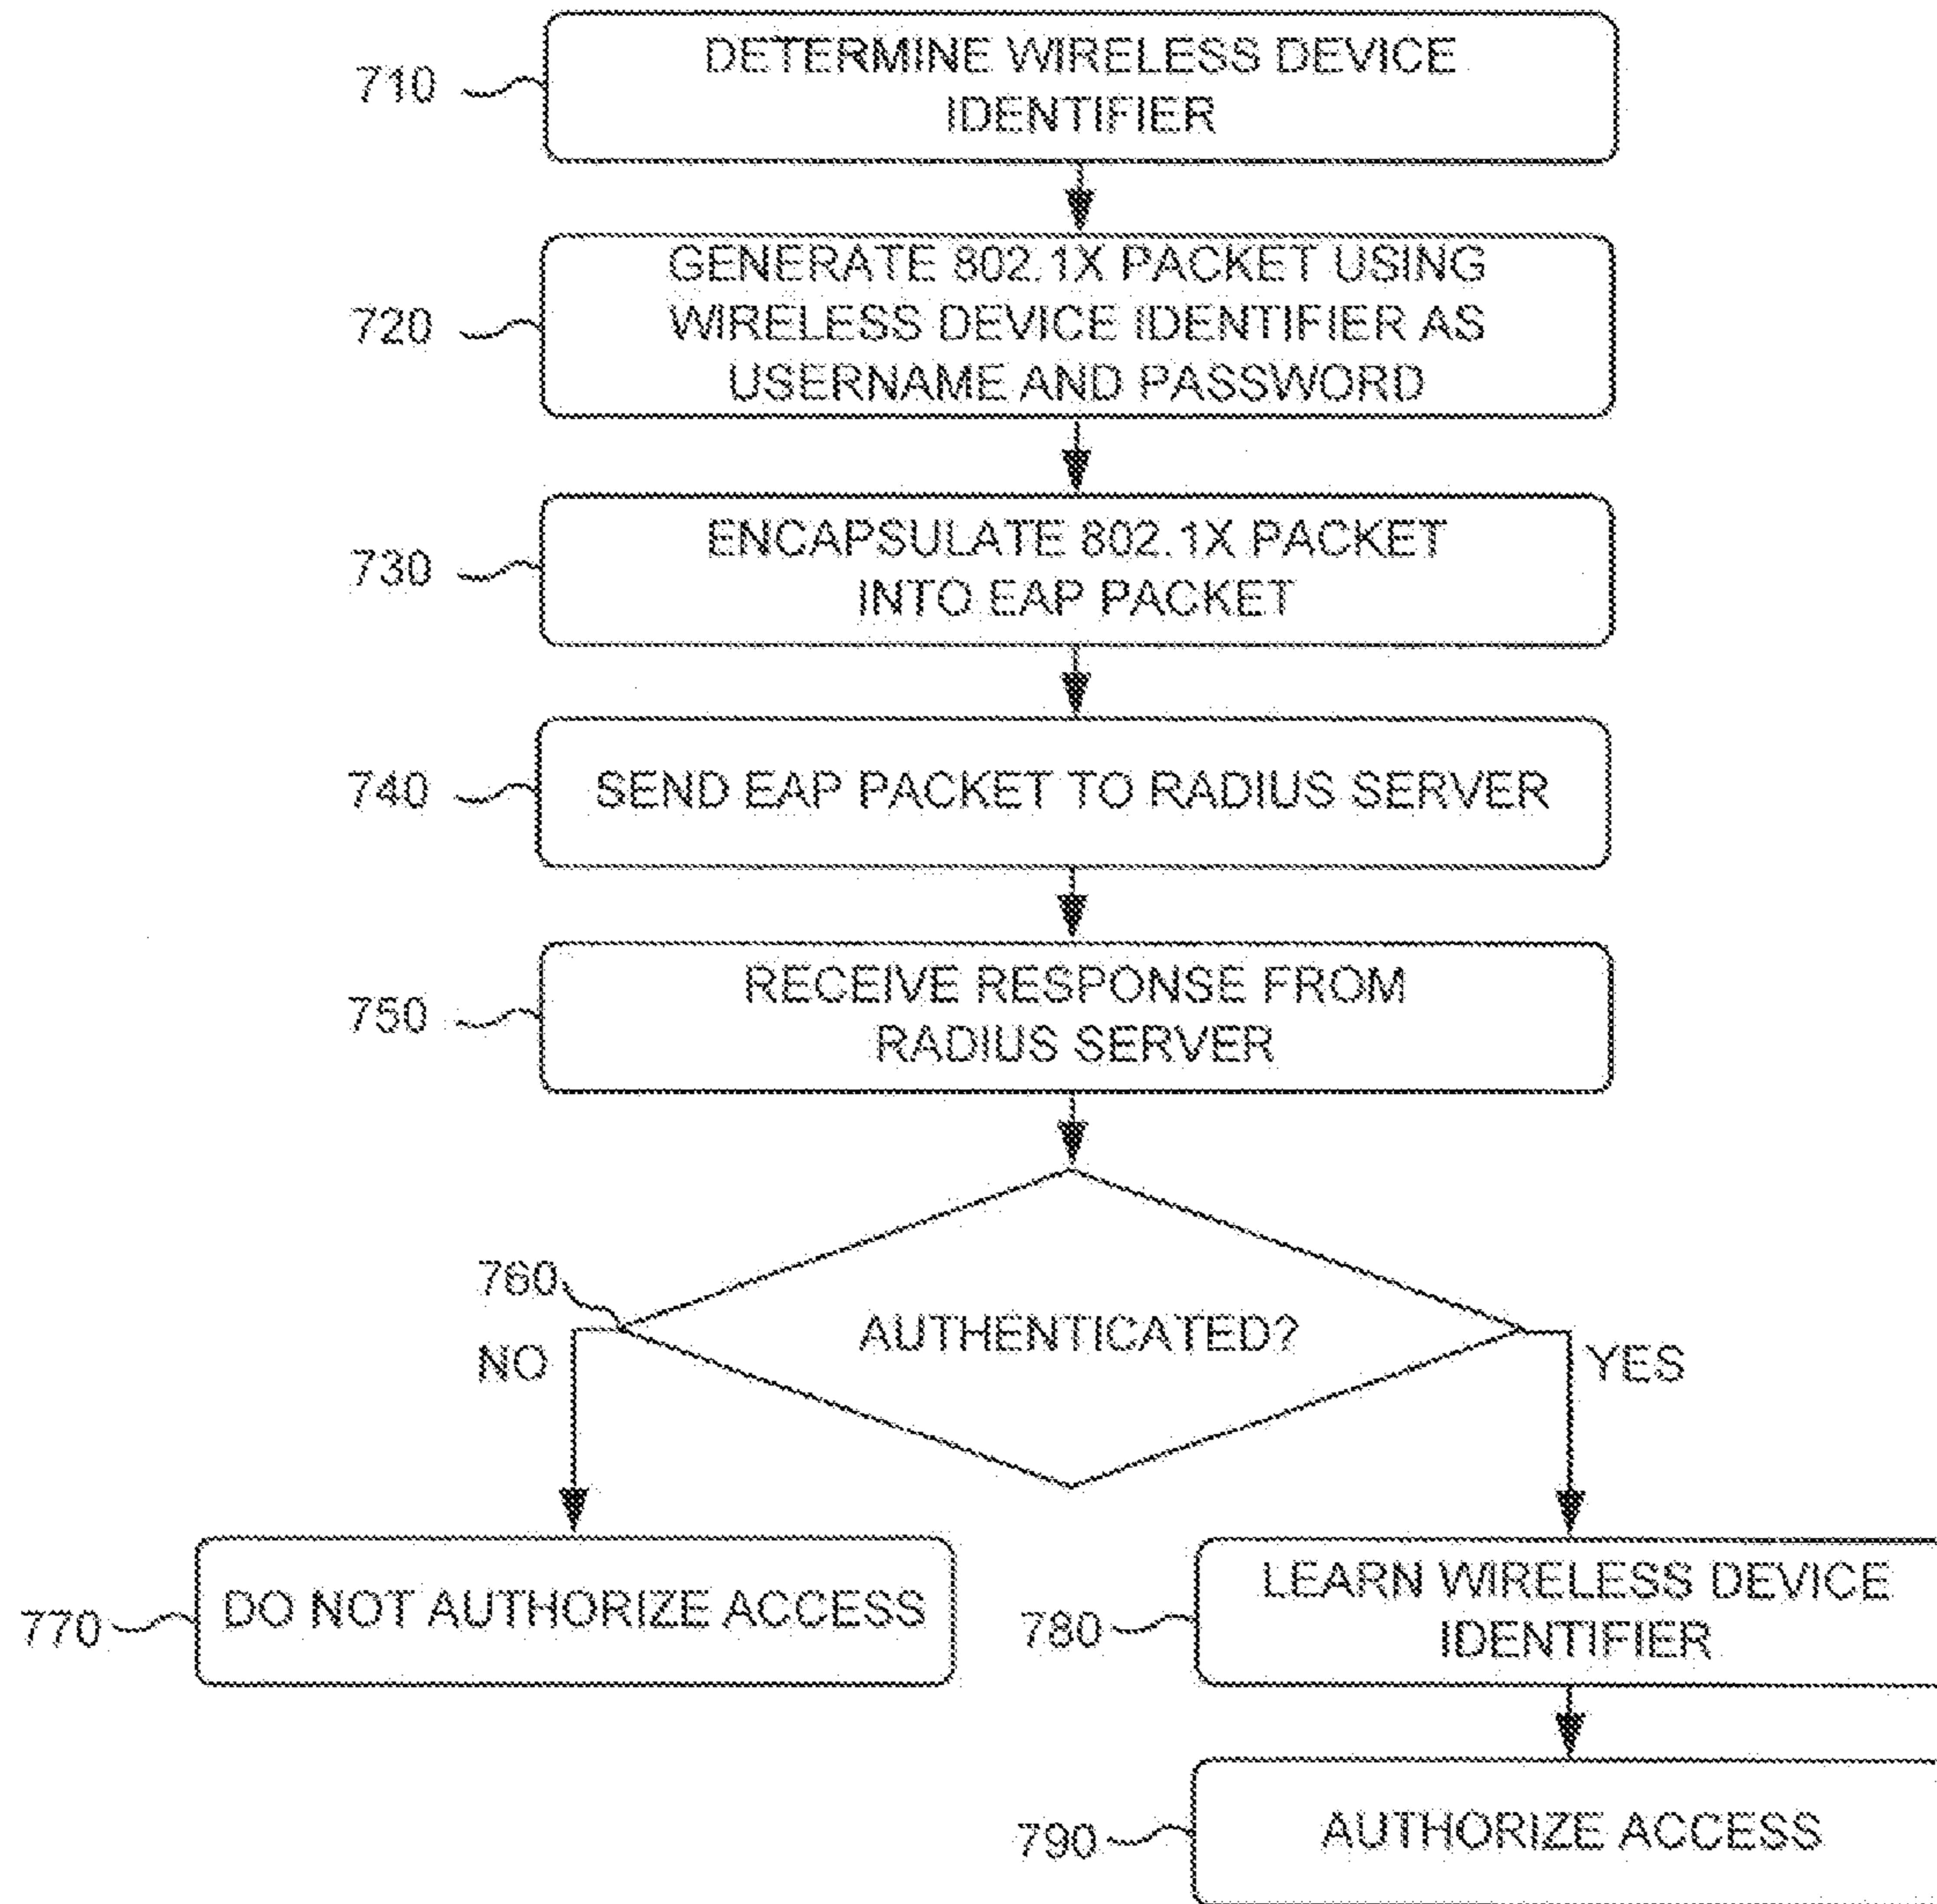 710
DETERMINE WIRELESS DEVICE
IDENTIFIER
720
GENERATE 802.1X PACKET USING
WIRELESS DEVICE IDENTIFIER AS
USERNAME AND PASSWORD
730
ENCAPSULATE 802.1X PACKET
INTO EAP PACKET
740
SEND EAP PACKET TO RADIUS SERVER
750
RECEIVE RESPONSE FROM
RADIUS SERVER
760
AUTHENTICATED?
NO
YES
770
DO NOT AUTHORIZE ACCESS
780
LEARN WIRELESS DEVICE
IDENTIFIER
790
AUTHORIZE ACCESS